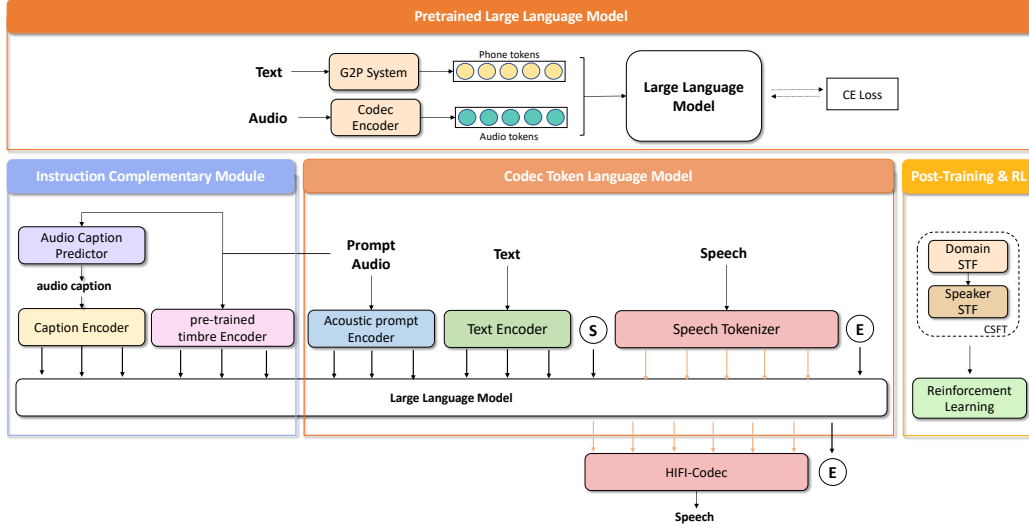 Pretrained Large Language Model
Phone tokens
Text
G2P System
Large Language
Model
CE Loss
Audio
Codec
Encoder
Audio tokens
Instruction Complementary Module
Codec Token Language Model
Post-Training & RL
Audio Caption
Predictor
audio caption
Prompt
Audio
Text
Speech
Domain
STF
Speaker
STF
CSFT
Caption Encoder
pre-trained
timbre Encoder
Acoustic prompt
Encoder
Text Encoder
S
Speech Tokenizer
E
Large Language Model
Reinforcement
Learning
HIFI-Codec
E
Speech